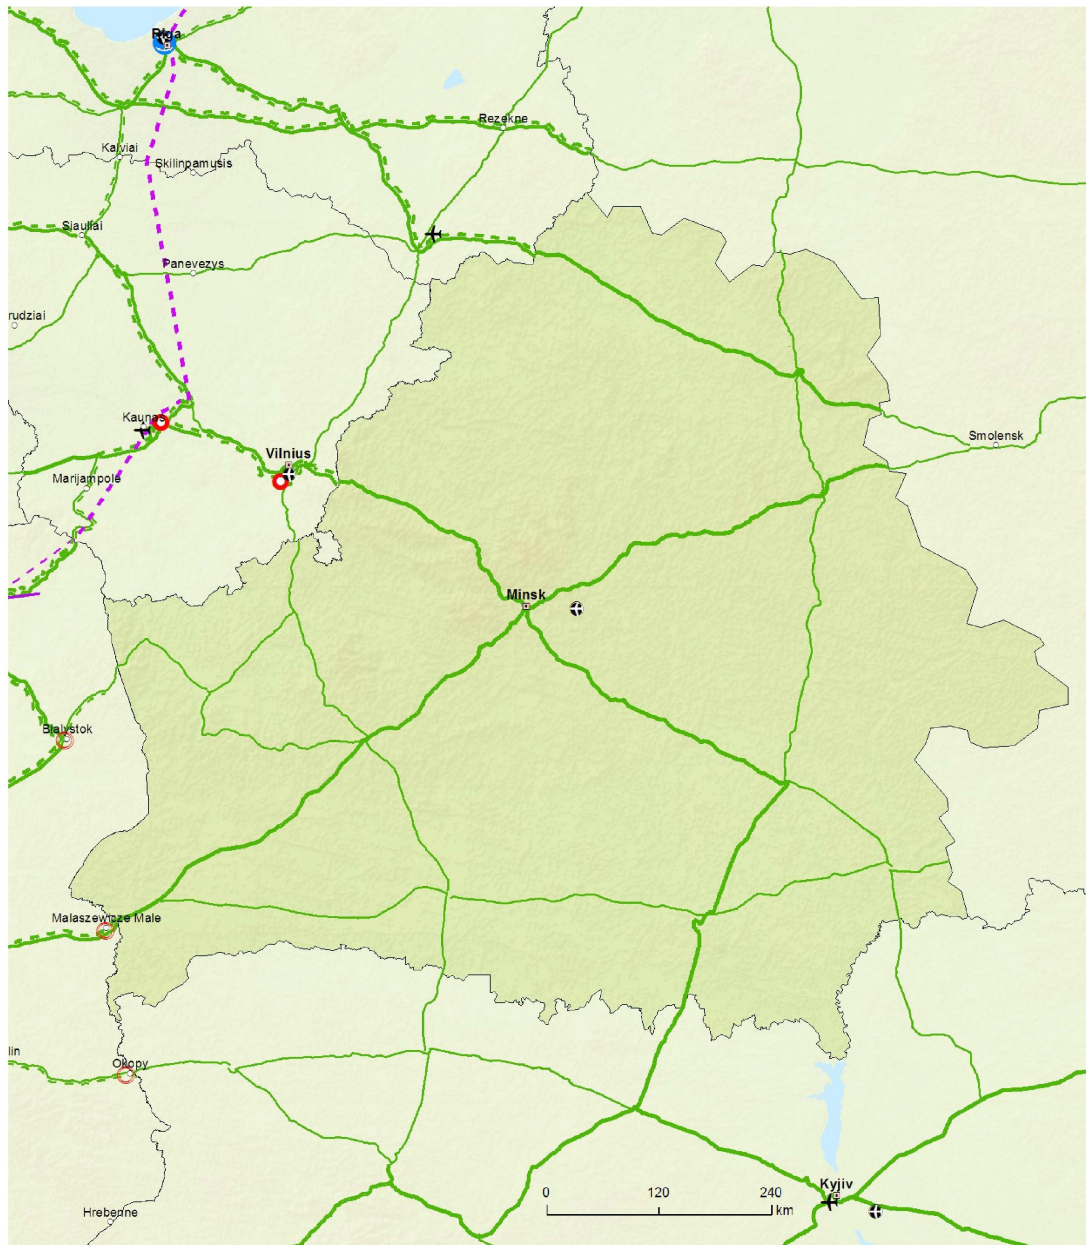 Riga
Rezekne
Kalviai
Skilinpamusis
Siauliai
Panevezys
rudziai
Kaunas
Smolensk
Vilnius
Marijampole
Minsk
Bialystok
Malaszewicze Male
lin
Okopy
Kyjiv
0 120 240
km
Hrebenne